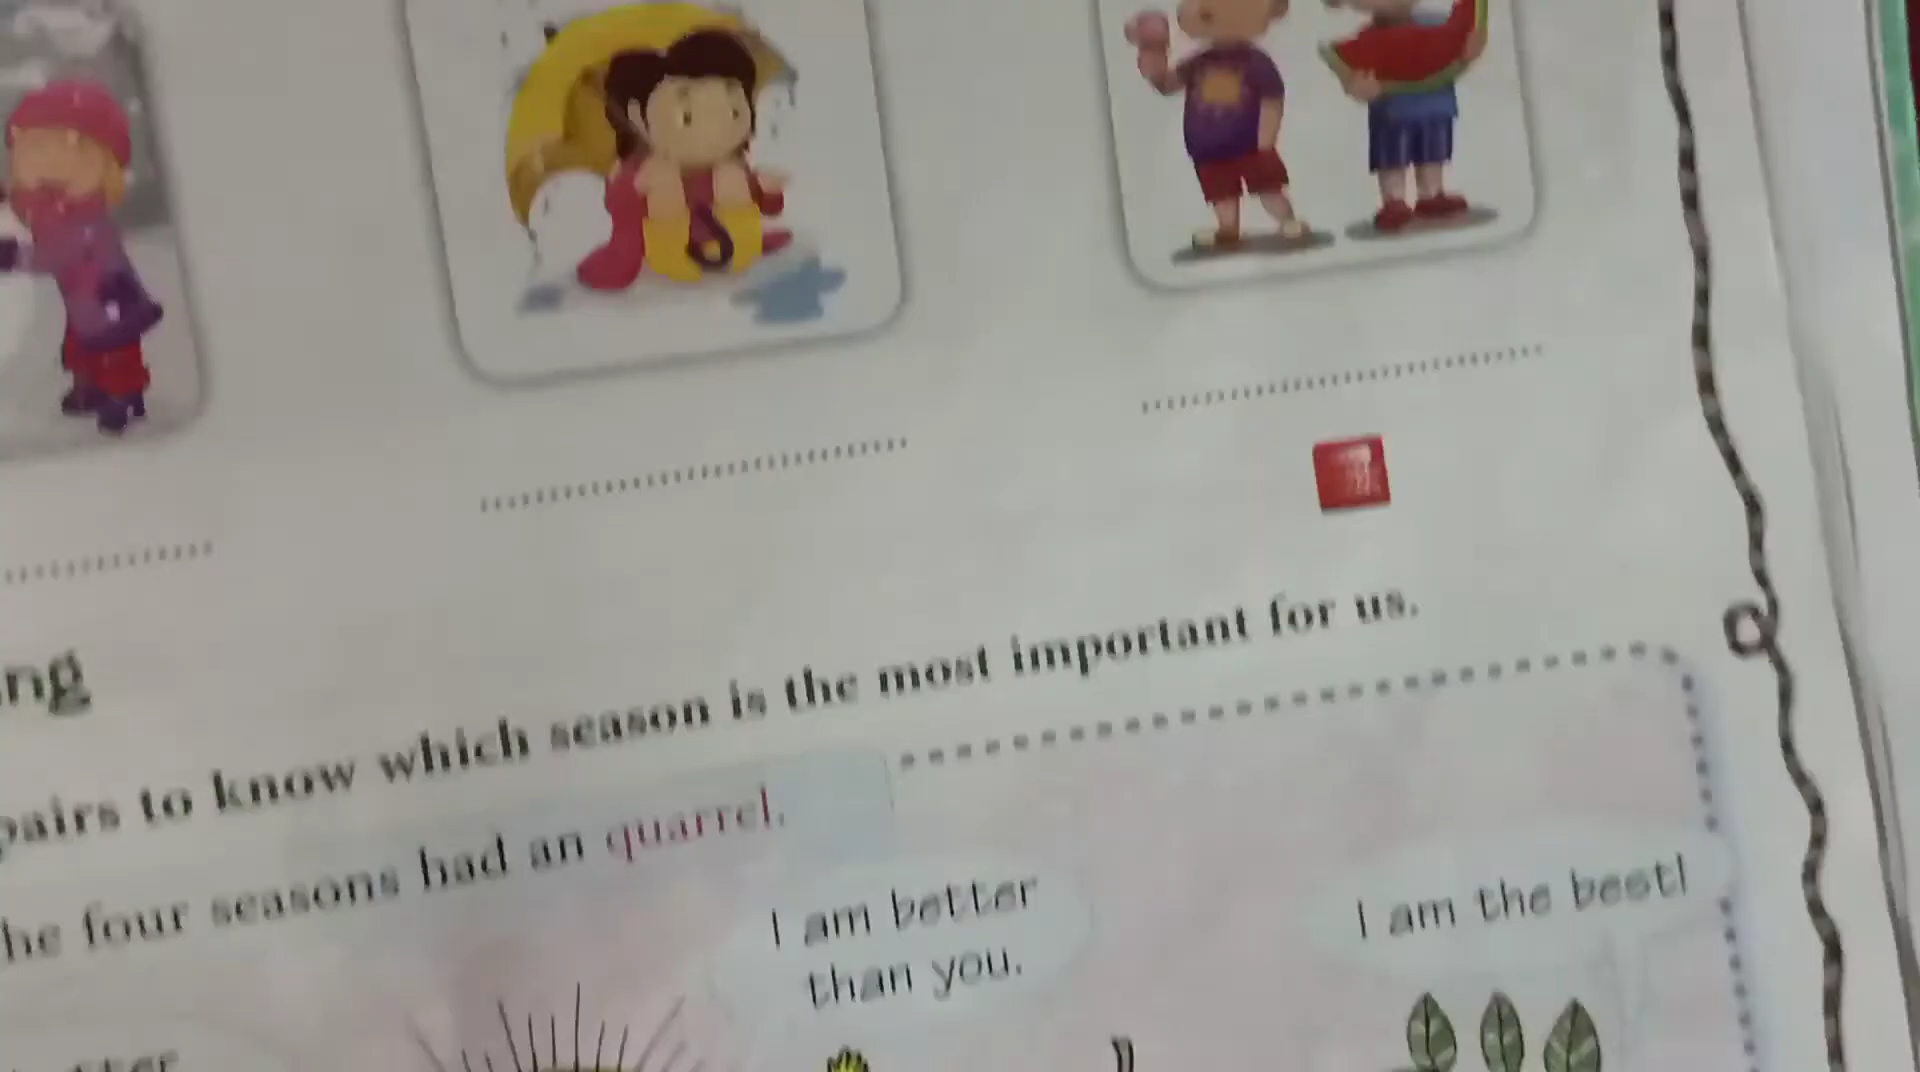 ng
pairs to know which season is the most important for us.
he four seasons had an quarrel.
I am better
than you.
I am the best!